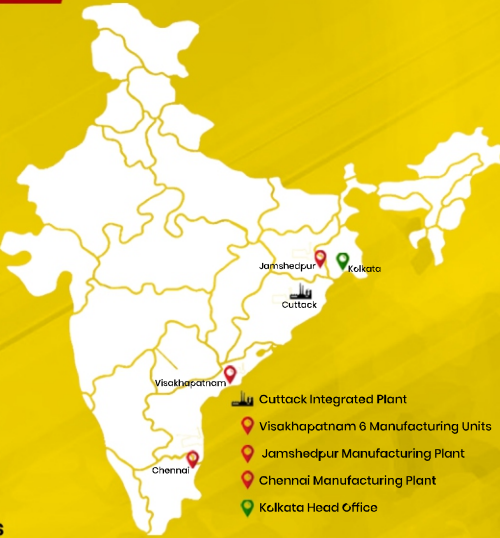 Jamshedpur
Kolkata
Cuttack
Visakhapatnam
Cuttack Integrated Plant
Visakhapatnam 6 Manufacturing Units
Jamshedpur Manufacturing Plant
Chennai
Chennai Manufacturing Plant
Kolkata Head Office
s